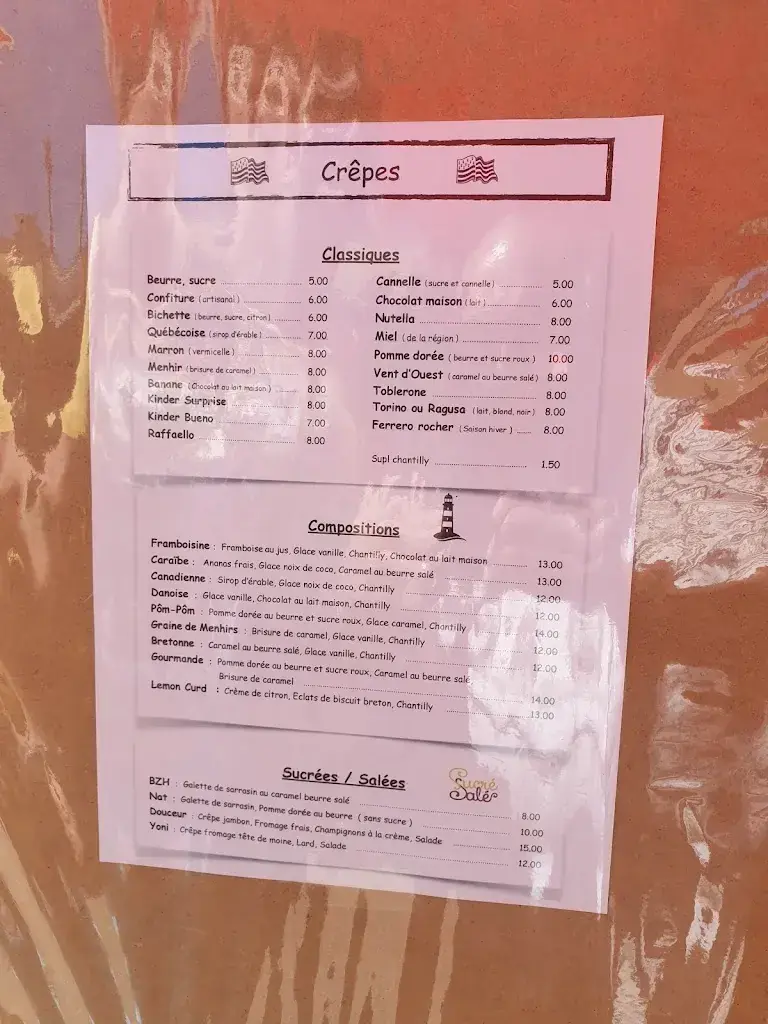 Crêpes
Classiques
Beurre, sucre 5.00
Confiture (artisanal) 6.00
Bichette (beurre, sucre, citron) 6.00
Québécoise (sirop d'érable) 7.00
Marron (vermicelle) 8.00
Menhir (brisure de caramel) 8.00
Banane (Chocolat au lait maison) 8.00
Kinder Surprise 8.00
Kinder Bueno 7.00
Raffaello 8.00
Cannelle (sucre et cannelle) 5.00
Chocolat maison (lait) 6.00
Nutella 8.00
Miel (de la région) 7.00
Pomme dorée (beurre et sucre roux) 10.00
Vent d'Ouest (caramel au beurre salé) 8.00
Toblerone 8.00
Torino ou Ragusa (lait, blond, noir) 8.00
Ferrero rocher (Saison hiver) 8.00
Supl chantilly 1.50
Compositions
Framboisine : Framboise au jus, Glace vanille, Chantilly, Chocolat au lait maison 13.00
Caraïbe : Ananas frais, Glace noix de coco, Caramel au beurre salé 13.00
Canadienne : Sirop d'érable, Glace noix de coco, Chantilly 12.00
Danoise : Glace vanille, Chocolat au lait maison, Chantilly 12.00
Pôm-Pôm : Pomme dorée au beurre et sucre roux, Glace caramel, Chantilly 14.00
Graine de Menhirs : Brisure de caramel, Glace vanille, Chantilly 12.00
Bretonne : Caramel au beurre salé, Glace vanille, Chantilly 12.00
Gourmande : Pomme dorée au beurre et sucre roux, Caramel au beurre salé
Brisure de caramel 14.00
Lemon Curd : Crème de citron, Eclats de biscuit breton, Chantilly 13.00
Sucrées / Salées
Sucré
Salé
BZH : Galette de sarrasin au caramel beurre salé 8.00
Nat : Galette de sarrasin, Pomme dorée au beurre (sans sucre) 10.00
Douceur : Crêpe jambon, Fromage frais, Champignons à la crème, Salade 15.00
Yoni : Crêpe fromage tête de moine, Lard, Salade 12.00